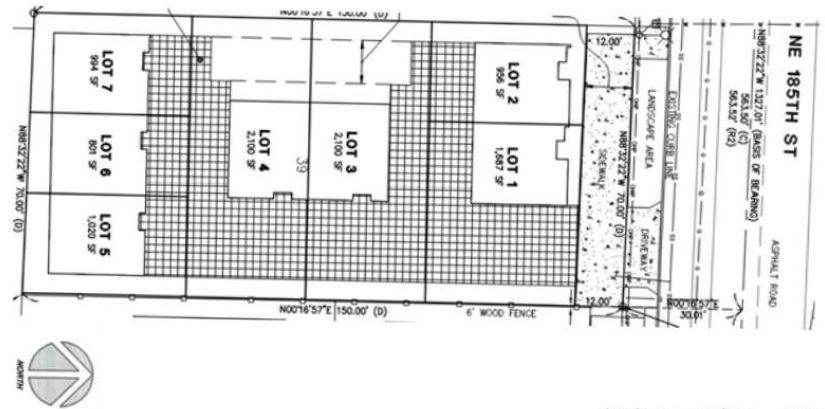 N00°16'57"E 150.00' (D)
LOT 7
994 SF
LOT 6
801 SF
LOT 5
1,020 SF
LOT 4
2,100 SF
LOT 3
2,100 SF
39
LOT 2
956 SF
LOT 1
1,687 SF
N88°32'22"W 70.00' (D)
12.00'
SIDEWALK
N88°32'22"W 70.00' (D)
LANDSCAPE AREA
DRIVEWAY
EXISTING CURB LINE
NE 185TH ST
N88°32'22"W 1327.01' (BASIS OF BEARING)
563.50' (C)
563.52' (R2)
ASPHALT ROAD
12.00'
N00°16'57"E
30.01'
N00°16'57"E 150.00' (D)
6' WOOD FENCE
NORTH